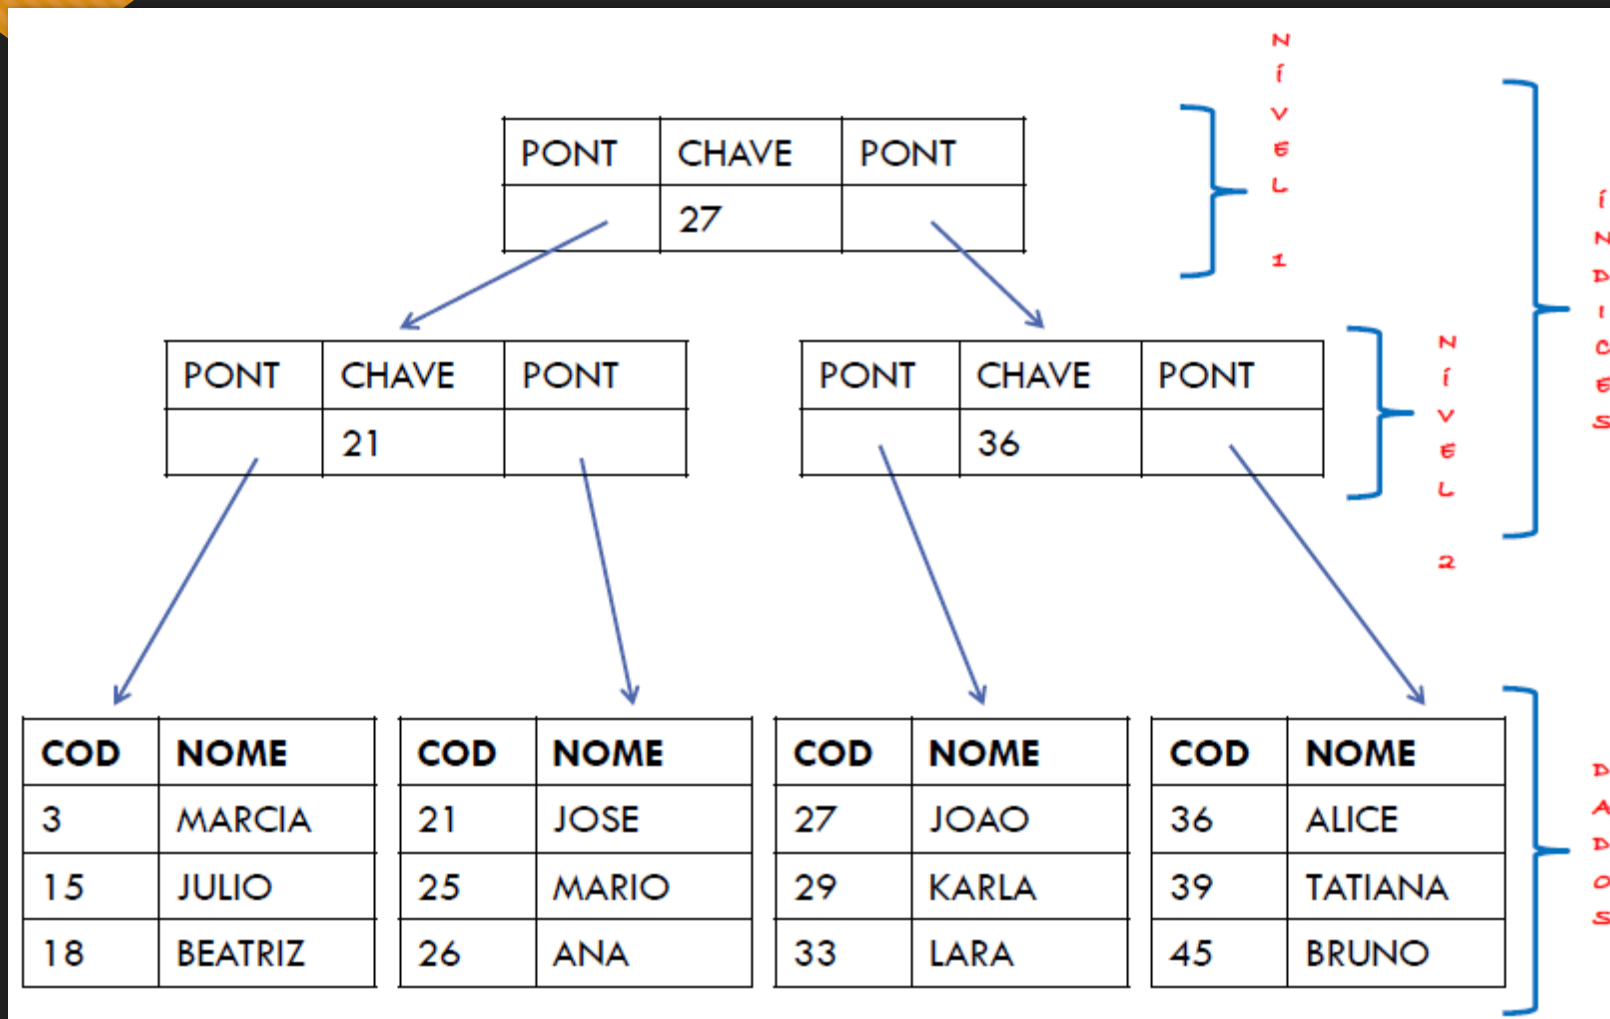 PONT CHAVE PONT
27
PONT CHAVE PONT
21
PONT CHAVE PONT
36
COD NOME
3 MARCIA
15 JULIO
18 BEATRIZ
COD NOME
21 JOSE
25 MARIO
26 ANA
COD NOME
27 JOAO
29 KARLA
33 LARA
COD NOME
36 ALICE
39 TATIANA
45 BRUNO
NÍVEL 1
NÍVEL 2
ÍNDICES
DADOS